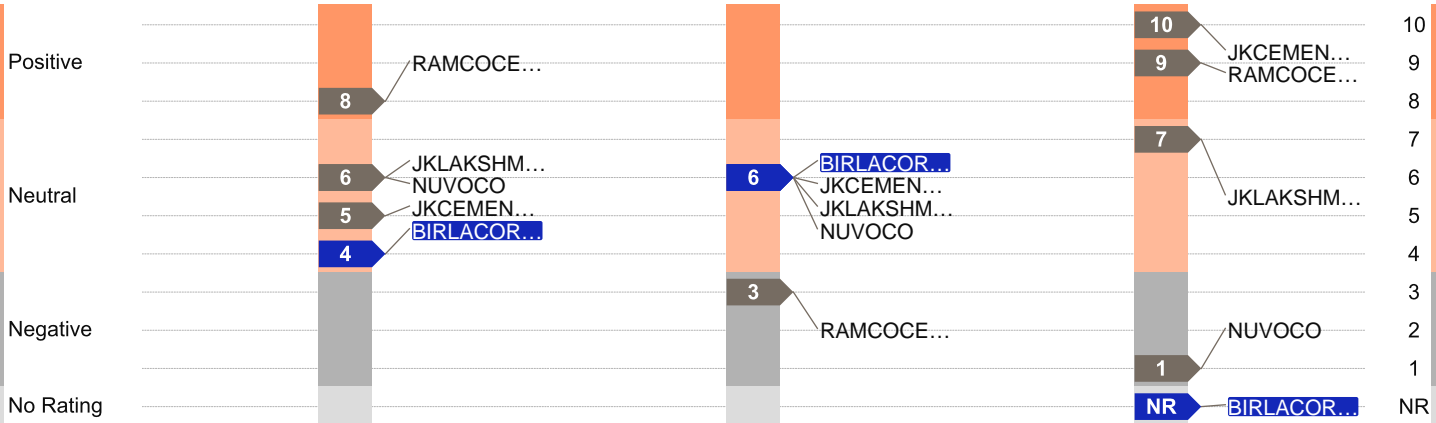 10 10
JKCEMEN...
Positive RAMCOCE... 9 RAMCOCE... 9
8 8
7 7
JKLAKSHM... BIRLACOR...
6 NUVOCO 6 JKCEMEN... 6
Neutral JKCEMEN... JKLAKSHM... JKLAKSHM...
5 NUVOCO 5
BIRLACOR...
4 4
3 3
Negative RAMCOCE... NUVOCO 2
1 1
No Rating NR BIRLACOR... NR